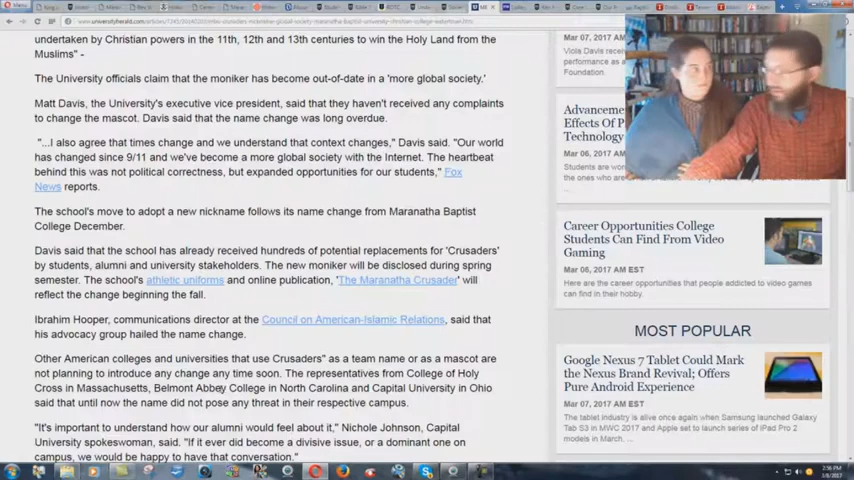 www.universityherald.com/articles/
undertaken by Christian powers in the 11th, 12th and 13th centuries to win the Holy Land from the
Muslims" -
The University officials claim that the moniker has become out-of-date in a 'more global society.'
Matt Davis, the University's executive vice president, said that they haven't received any complaints
to change the mascot. Davis said that the name change was long overdue.
"...I also agree that times change and we understand that context changes," Davis said. "Our world
has changed since 9/11 and we've become a more global society with the Internet. The heartbeat
behind this was not political correctness, but expanded opportunities for our students," Fox
News reports.
The school's move to adopt a new nickname follows its name change from Maranatha Baptist
College December.
Davis said that the school has already received hundreds of potential replacements for 'Crusaders'
by students, alumni and university stakeholders. The new moniker will be disclosed during spring
semester. The school's athletic uniforms and online publication, 'The Maranatha Crusader' will
reflect the change beginning the fall.
Ibrahim Hooper, communications director at the Council on American-Islamic Relations, said that
his advocacy group hailed the name change.
Other American colleges and universities that use Crusaders" as a team name or as a mascot are
not planning to introduce any change any time soon. The representatives from College of Holy
Cross in Massachusetts, Belmont Abbey College in North Carolina and Capital University in Ohio
said that until now the name did not pose any threat in their respective campus.
"It's important to understand how our alumni would feel about it," Nichole Johnson, Capital
University spokeswoman, said. "If it ever did become a divisive issue, or a dominant one on
campus, we would be happy to have that conversation."
Mar 07, 2017
Viola Davis
performance as a
Foundation.
Advanceme
Effects Of P
Technology
Mar 06, 2017
Students are wo
the ones who are
...
Career Opportunities College
Students Can Find From Video
Gaming
Mar 06, 2017 AM EST
Here are the career opportunities that people addicted to video games
can find in their hobby.
MOST POPULAR
Google Nexus 7 Tablet Could Mark
the Nexus Brand Revival; Offers
Pure Android Experience
Mar 07, 2017 AM EST
The tablet industry is alive once again when Samsung launched Galaxy
Tab S3 in MWC 2017 and Apple set to launch series of iPad Pro 2
models in March. ...
2:56 PM